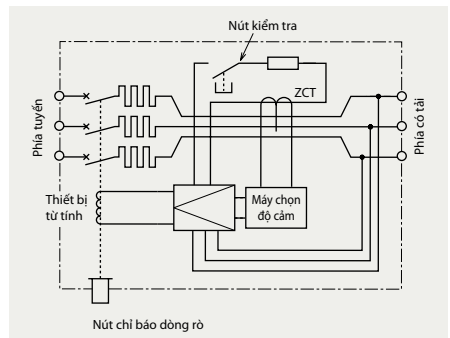 Nút kiểm tra
ZCT
Phía tuyến
Phía có tải
Thiết bị
từ tính
Máy chọn
độ cảm
Nút chỉ báo dòng rò